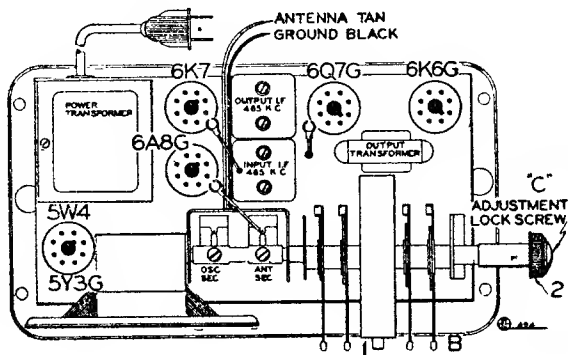 ANTENNA TAN
GROUND BLACK
6K7
6Q7G
6K6G
POWER
TRANSFORMER
OUTPUT I.F
465 K C
6A8G
INPUT I.F
465 K C
OUTPUT
TRANSFORMER
"C"
ADJUSTMENT
LOCK SCREW
5W4
5Y3G
OSC
SEC
ANT
SEC
2
1
B